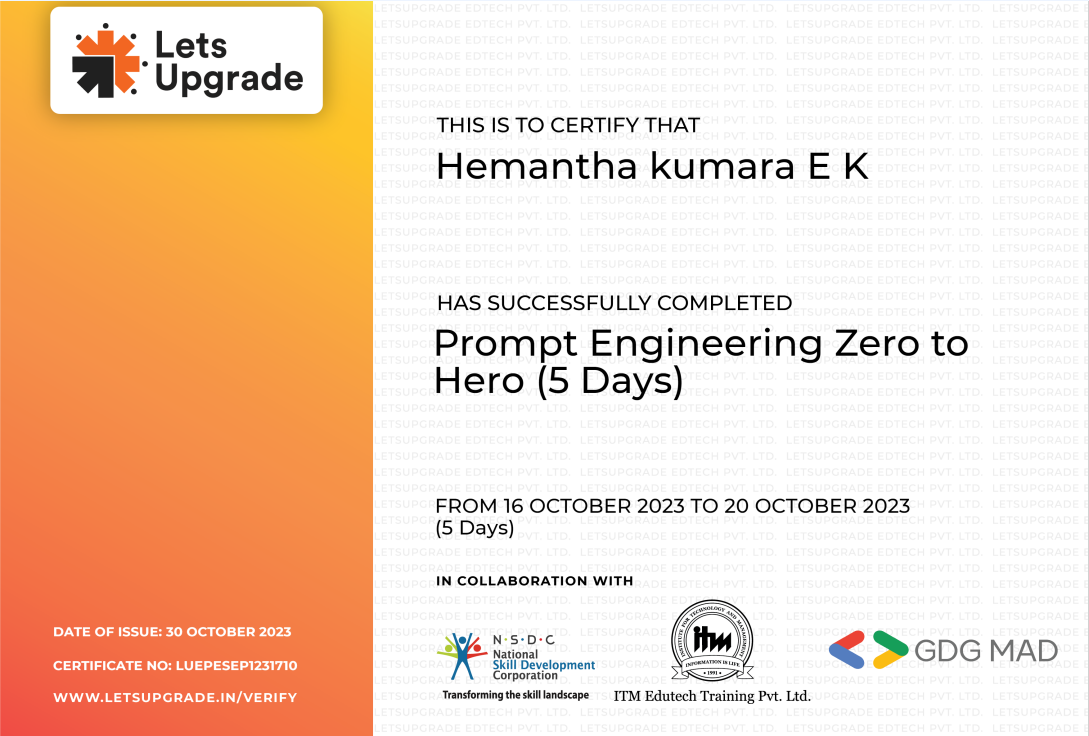 Lets
Upgrade
THIS IS TO CERTIFY THAT
Hemantha kumara E K
HAS SUCCESSFULLY COMPLETED
Prompt Engineering Zero to
Hero (5 Days)
FROM 16 OCTOBER 2023 TO 20 OCTOBER 2023
(5 Days)
IN COLLABORATION WITH
N·S·D·C
National
Skill Development
Corporation
Transforming the skill landscape
INSTITUTE FOR TECHNOLOGY AND MANAGEMENT
itm
INFORMATION IS LIFE
• 1991 •
ITM Edutech Training Pvt. Ltd.
GDG MAD
DATE OF ISSUE: 30 OCTOBER 2023
CERTIFICATE NO: LUEPESEP1231710
WWW.LETSUPGRADE.IN/VERIFY
LETSUPGRADE EDTECH PVT. LTD.